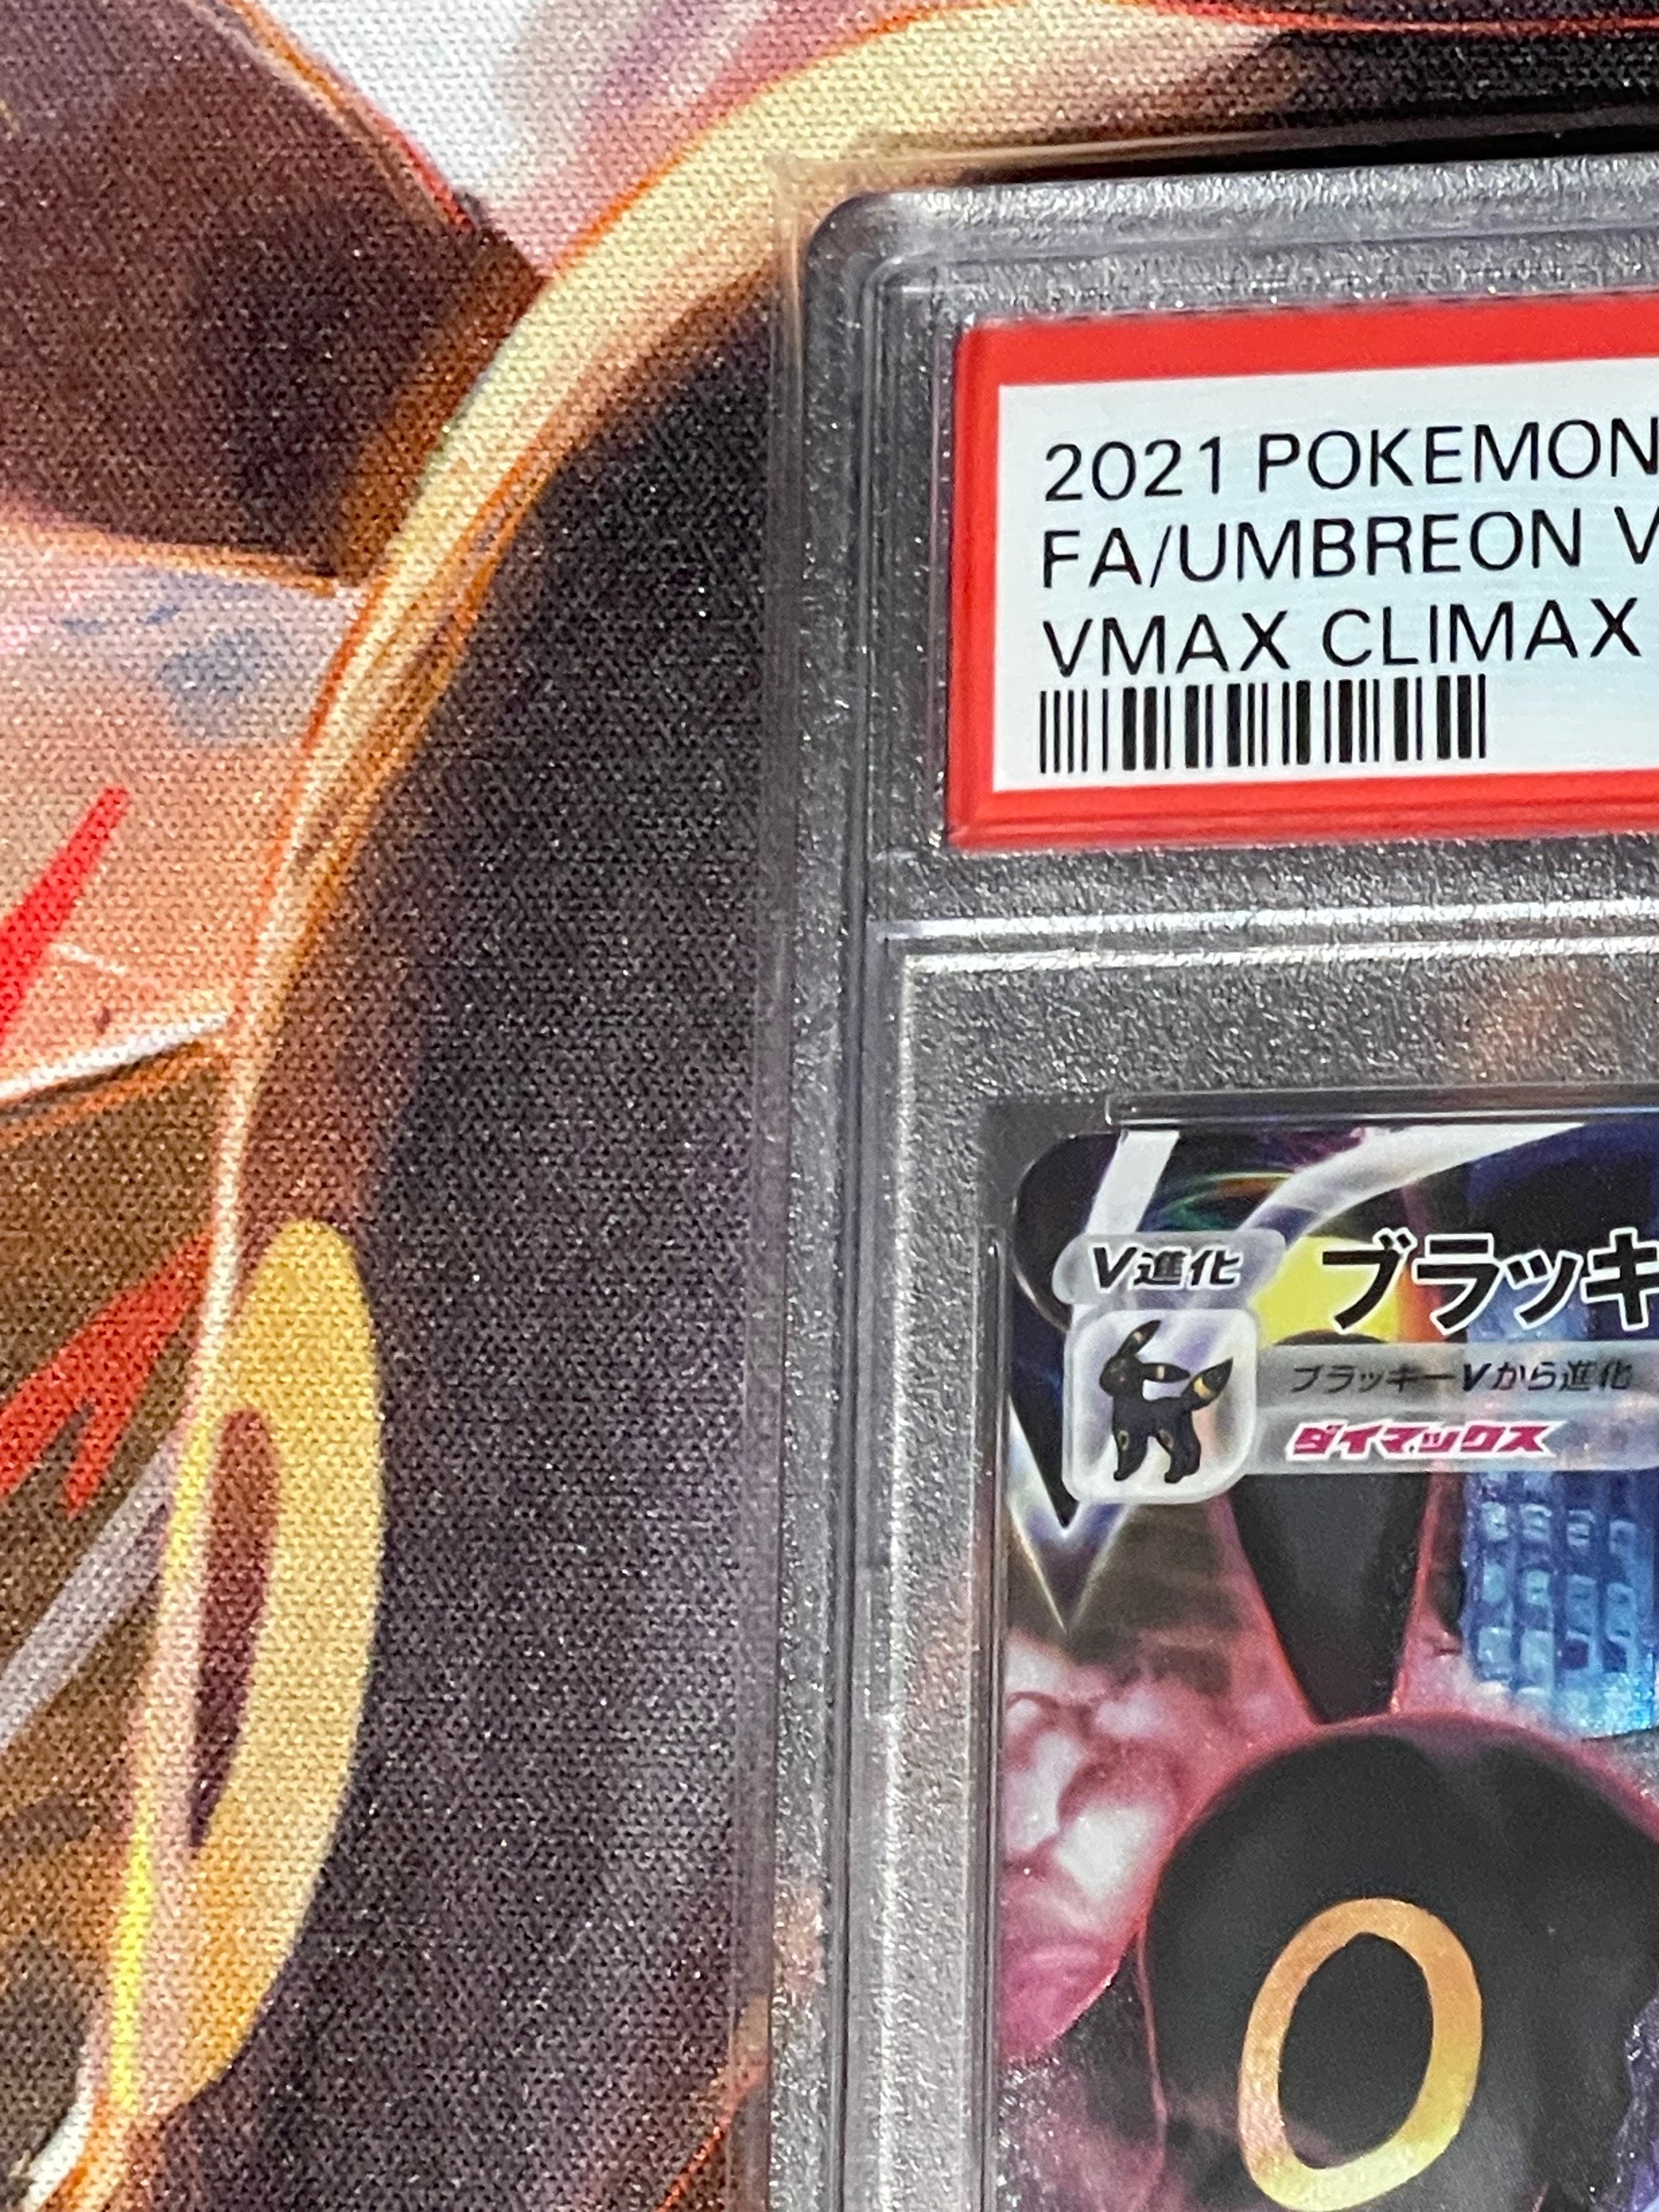 2021 POKEMON
FA/UMBREON V
VMAX CLIMAX
V進化
ブラッキ
ブラッキーVから進化
ダイマックス